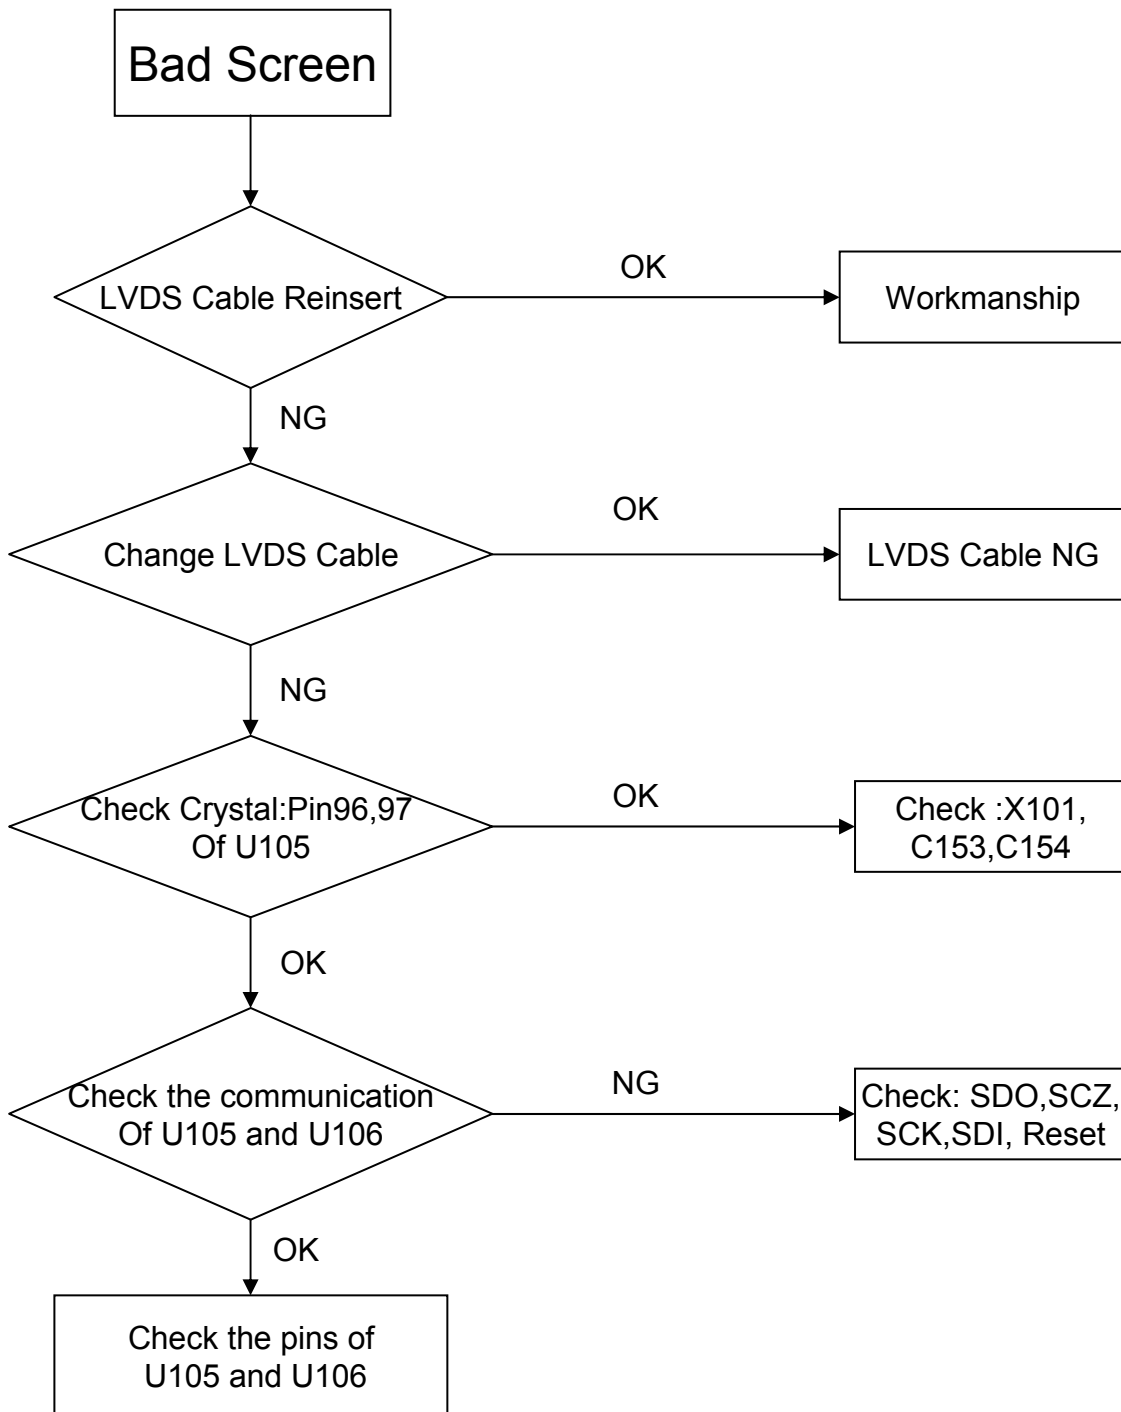 Bad Screen
LVDS Cable Reinsert
OK
Workmanship
NG
Change LVDS Cable
OK
LVDS Cable NG
NG
Check Crystal:Pin96,97
Of U105
OK
Check :X101,
C153,C154
OK
Check the communication
Of U105 and U106
NG
Check: SDO,SCZ,
SCK,SDI, Reset
OK
Check the pins of
U105 and U106